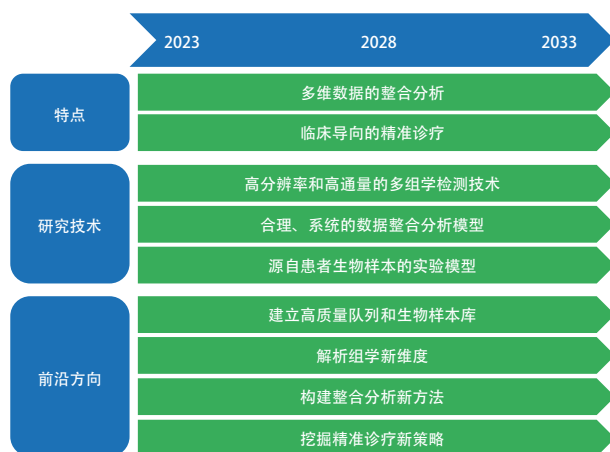 2023 2028 2033
特点
多维数据的整合分析
临床导向的精准诊疗
研究技术
高分辨率和高通量的多组学检测技术
合理、系统的数据整合分析模型
源自患者生物样本的实验模型
前沿方向
建立高质量队列和生物样本库
解析组学新维度
构建整合分析新方法
挖掘精准诊疗新策略